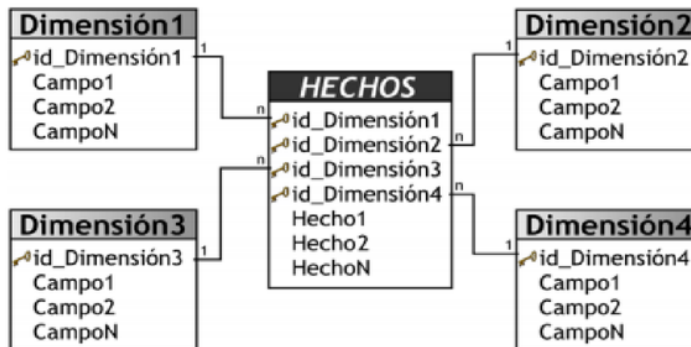 Dimensión1
id_Dimensión1
Campo1
Campo2
CampoN
1
n
HECHOS
id_Dimensión1
id_Dimensión2
id_Dimensión3
id_Dimensión4
Hecho1
Hecho2
HechoN
n
n
n
Dimensión2
1
id_Dimensión2
Campo1
Campo2
CampoN
Dimensión3
id_Dimensión3
1
Campo1
Campo2
CampoN
Dimensión4
1
id_Dimensión4
Campo1
Campo2
CampoN